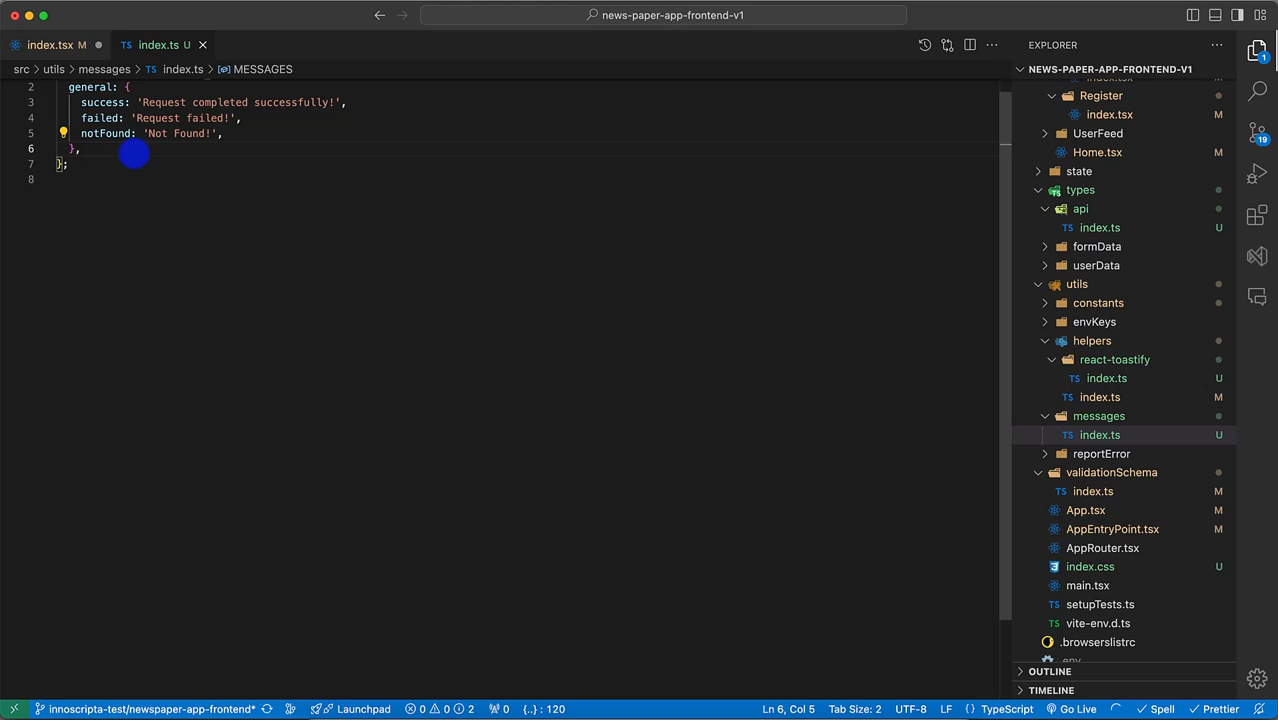 news-paper-app-frontend-v1
index.tsx M
TS index.ts U
EXPLORER
src > utils > messages > TS index.ts > MESSAGES
NEWS-PAPER-APP-FRONTEND-V1
2 general: {
3 success: 'Request completed successfully!',
4 failed: 'Request failed!',
5 notFound: 'Not Found!',
6 },
7 };
8
Register
index.tsx M
UserFeed
Home.tsx M
state
types
api
TS index.ts U
formData
userData
utils
constants
envKeys
helpers
react-toastify
TS index.ts U
TS index.ts M
messages
TS index.ts U
reportError
validationSchema
TS index.ts M
App.tsx M
AppEntryPoint.tsx M
AppRouter.tsx
index.css U
main.tsx
TS setupTests.ts
TS vite-env.d.ts
.browserslistrc
OUTLINE
TIMELINE
1
19
innoscripta-test/newspaper-app-frontend* Launchpad 0 0 2 0 {..} : 120 Ln 6, Col 5 Tab Size: 2 UTF-8 LF {} TypeScript Go Live Spell Prettier